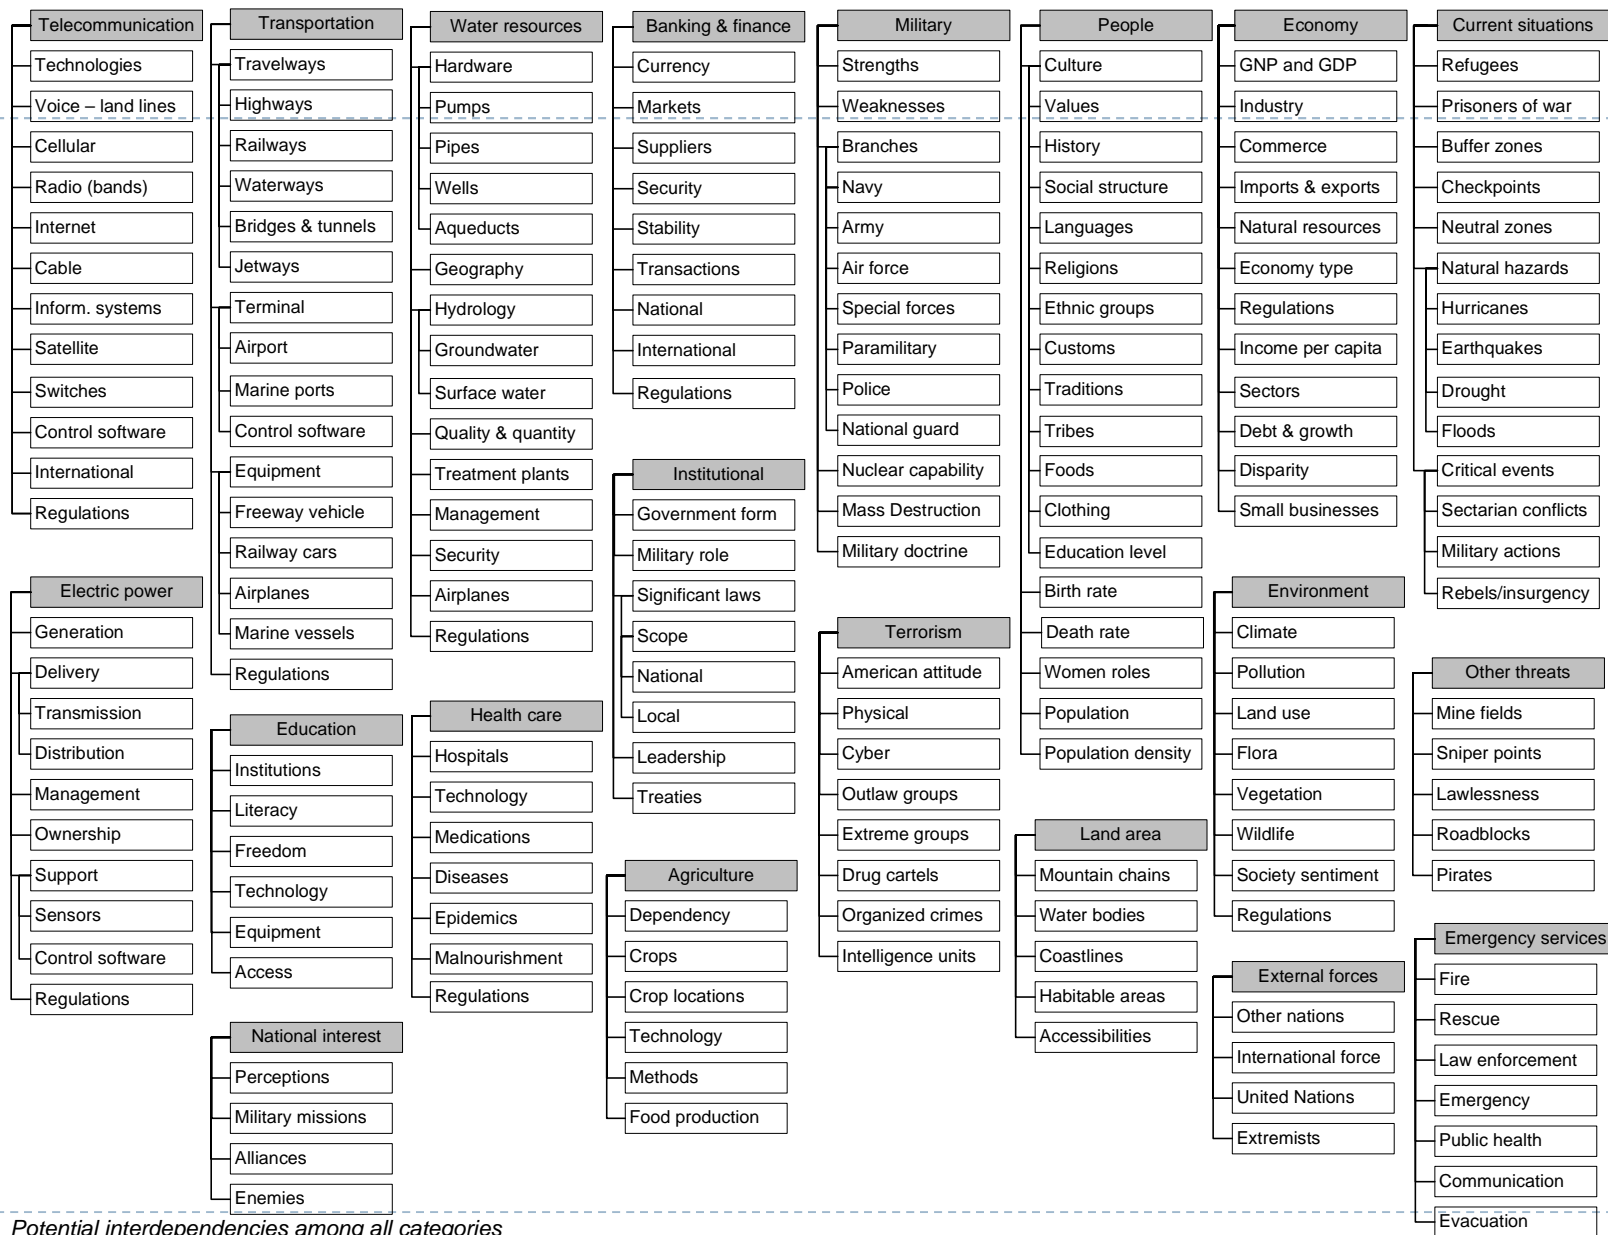 Telecommunication
Technologies
Voice – land lines
Cellular
Radio (bands)
Internet
Cable
Inform. systems
Satellite
Switches
Control software
International
Regulations
Electric power
Generation
Delivery
Transmission
Distribution
Management
Ownership
Support
Sensors
Control software
Regulations
Transportation
Travelways
Highways
Railways
Waterways
Bridges & tunnels
Jetways
Terminal
Airport
Marine ports
Control software
Equipment
Freeway vehicle
Railway cars
Airplanes
Marine vessels
Regulations
Education
Institutions
Literacy
Freedom
Technology
Equipment
Access
National interest
Perceptions
Military missions
Alliances
Enemies
Water resources
Hardware
Pumps
Pipes
Wells
Aqueducts
Geography
Hydrology
Groundwater
Surface water
Quality & quantity
Treatment plants
Management
Security
Airplanes
Regulations
Health care
Hospitals
Technology
Medications
Diseases
Epidemics
Malnourishment
Regulations
Banking & finance
Currency
Markets
Suppliers
Security
Stability
Transactions
National
International
Regulations
Institutional
Government form
Military role
Significant laws
Scope
National
Local
Leadership
Treaties
Agriculture
Dependency
Crops
Crop locations
Technology
Methods
Food production
Military
Strengths
Weaknesses
Branches
Navy
Army
Air force
Special forces
Paramilitary
Police
National guard
Nuclear capability
Mass Destruction
Military doctrine
Terrorism
American attitude
Physical
Cyber
Outlaw groups
Extreme groups
Drug cartels
Organized crimes
Intelligence units
People
Culture
Values
History
Social structure
Languages
Religions
Ethnic groups
Customs
Traditions
Tribes
Foods
Clothing
Education level
Birth rate
Death rate
Women roles
Population
Population density
Land area
Mountain chains
Water bodies
Coastlines
Habitable areas
Accessibilities
Economy
GNP and GDP
Industry
Commerce
Imports & exports
Natural resources
Economy type
Regulations
Income per capita
Sectors
Debt & growth
Disparity
Small businesses
Environment
Climate
Pollution
Land use
Flora
Vegetation
Wildlife
Society sentiment
Regulations
External forces
Other nations
International force
United Nations
Extremists
Current situations
Refugees
Prisoners of war
Buffer zones
Checkpoints
Neutral zones
Natural hazards
Hurricanes
Earthquakes
Drought
Floods
Critical events
Sectarian conflicts
Military actions
Rebels/insurgency
Other threats
Mine fields
Sniper points
Lawlessness
Roadblocks
Pirates
Emergency services
Fire
Rescue
Law enforcement
Emergency
Public health
Communication
Evacuation
Potential interdependencies among all categories